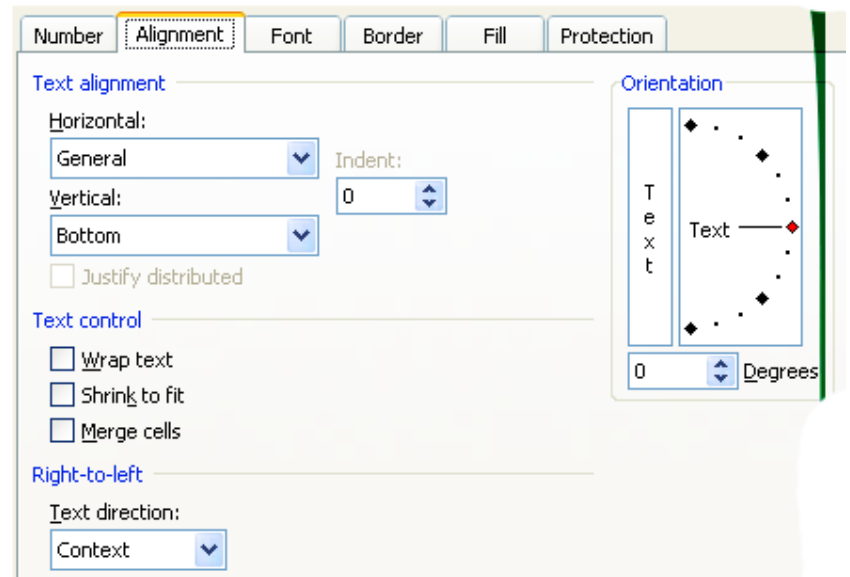 Number Alignment Font Border Fill Protection
Text alignment
Horizontal:
General
Indent:
0
Vertical:
Bottom
Justify distributed
Text control
Wrap text
Shrink to fit
Merge cells
Right-to-left
Text direction:
Context
Orientation
Text
Text
0 Degrees